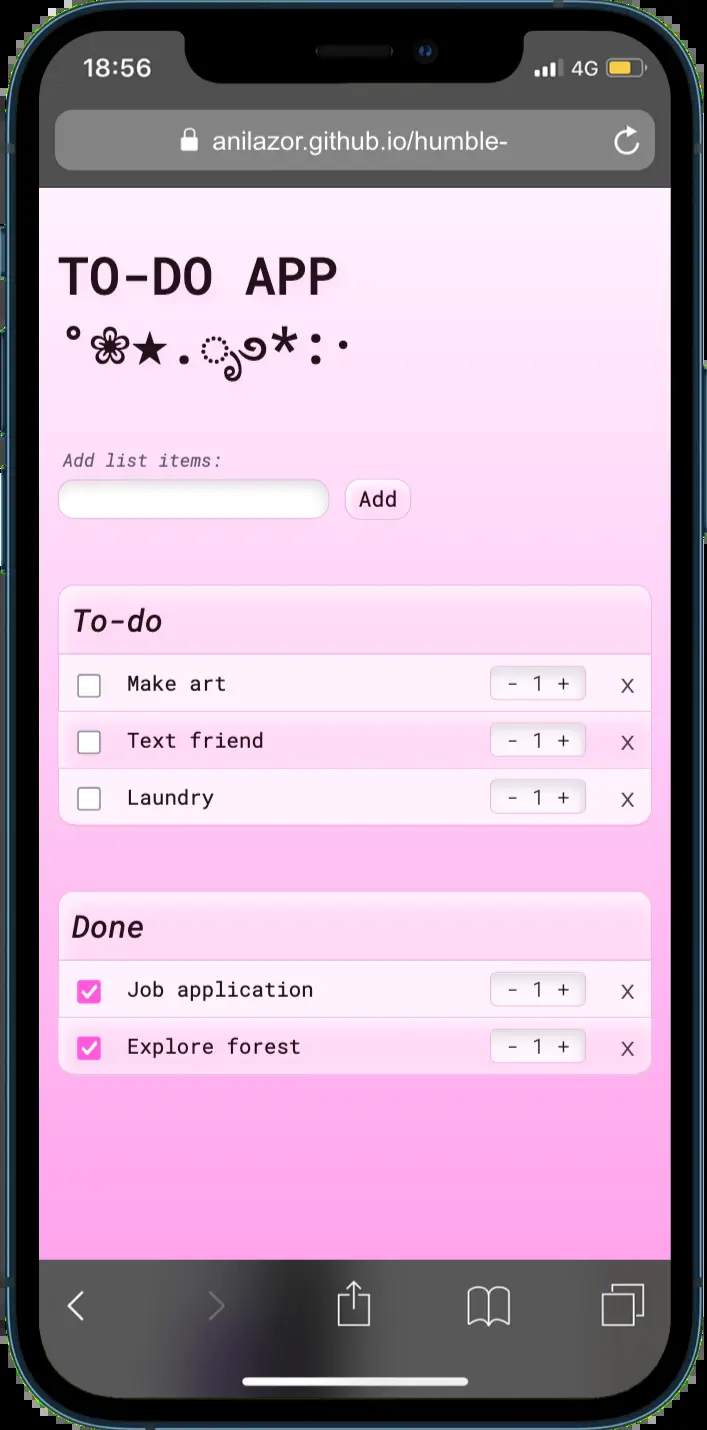 18:56 4G
anilazor.github.io/humble-
TO-DO APP
°❀★.ೃ࿔*:･
Add list items:
Add
To-do
Make art - 1 + x
Text friend - 1 + x
Laundry - 1 + x
Done
Job application - 1 + x
Explore forest - 1 + x